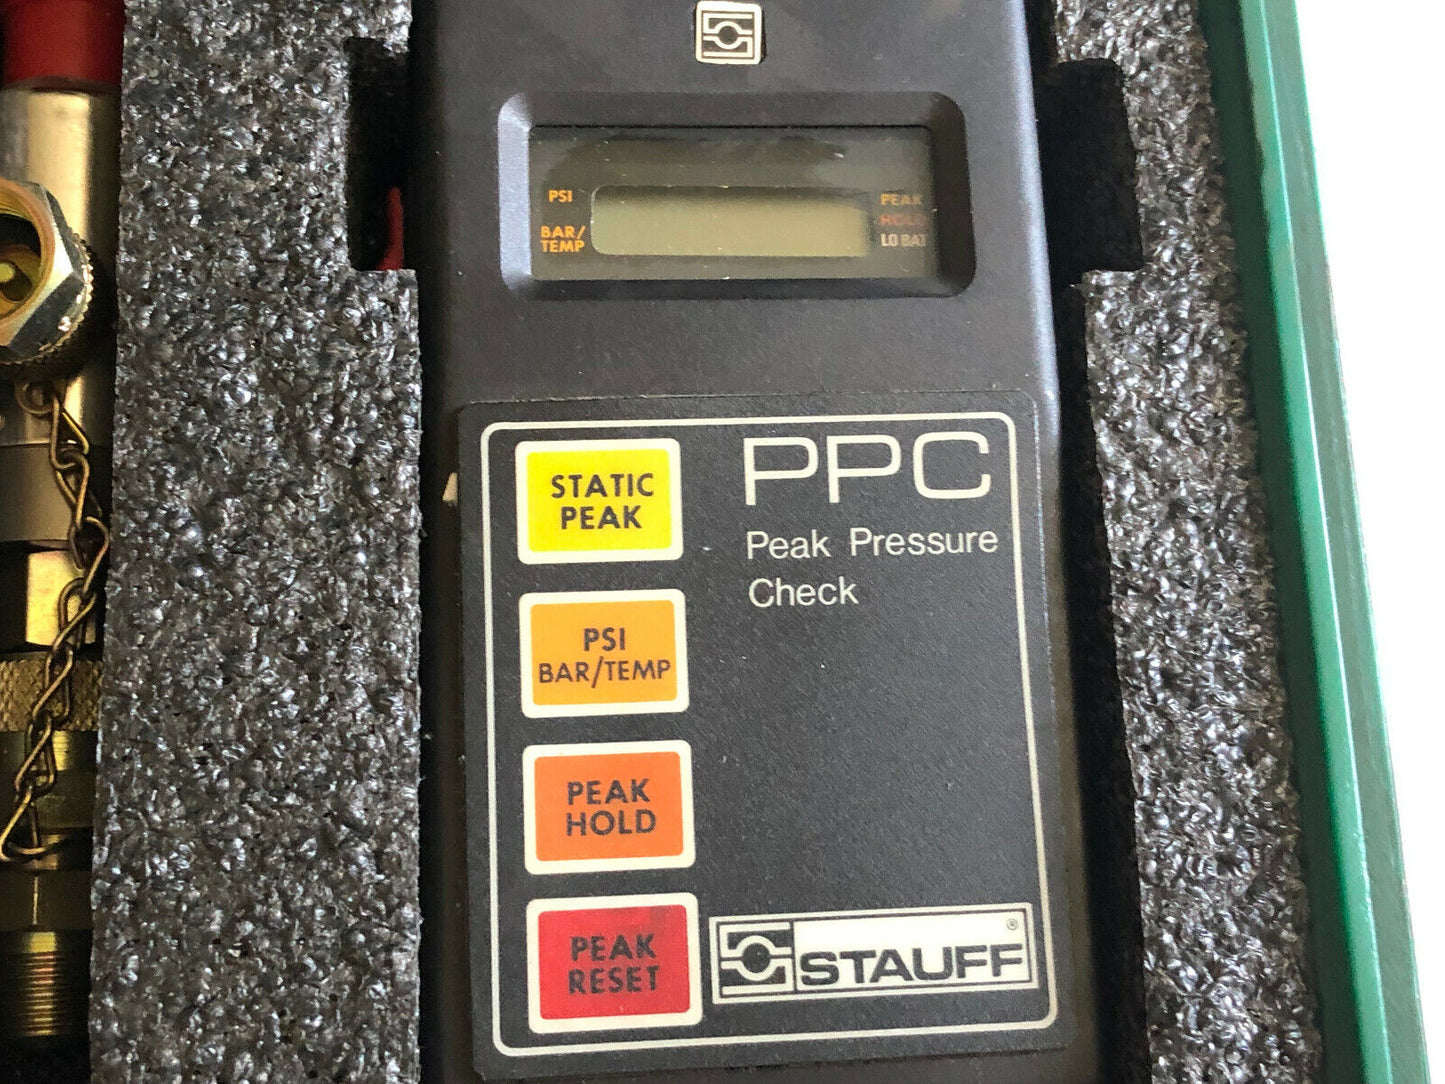 PSI
BAR/
TEMP
PEAK
HOLD
LO BAT
STATIC
PEAK
PPC
Peak Pressure
Check
PSI
BAR/TEMP
PEAK
HOLD
PEAK
RESET
STAUFF®